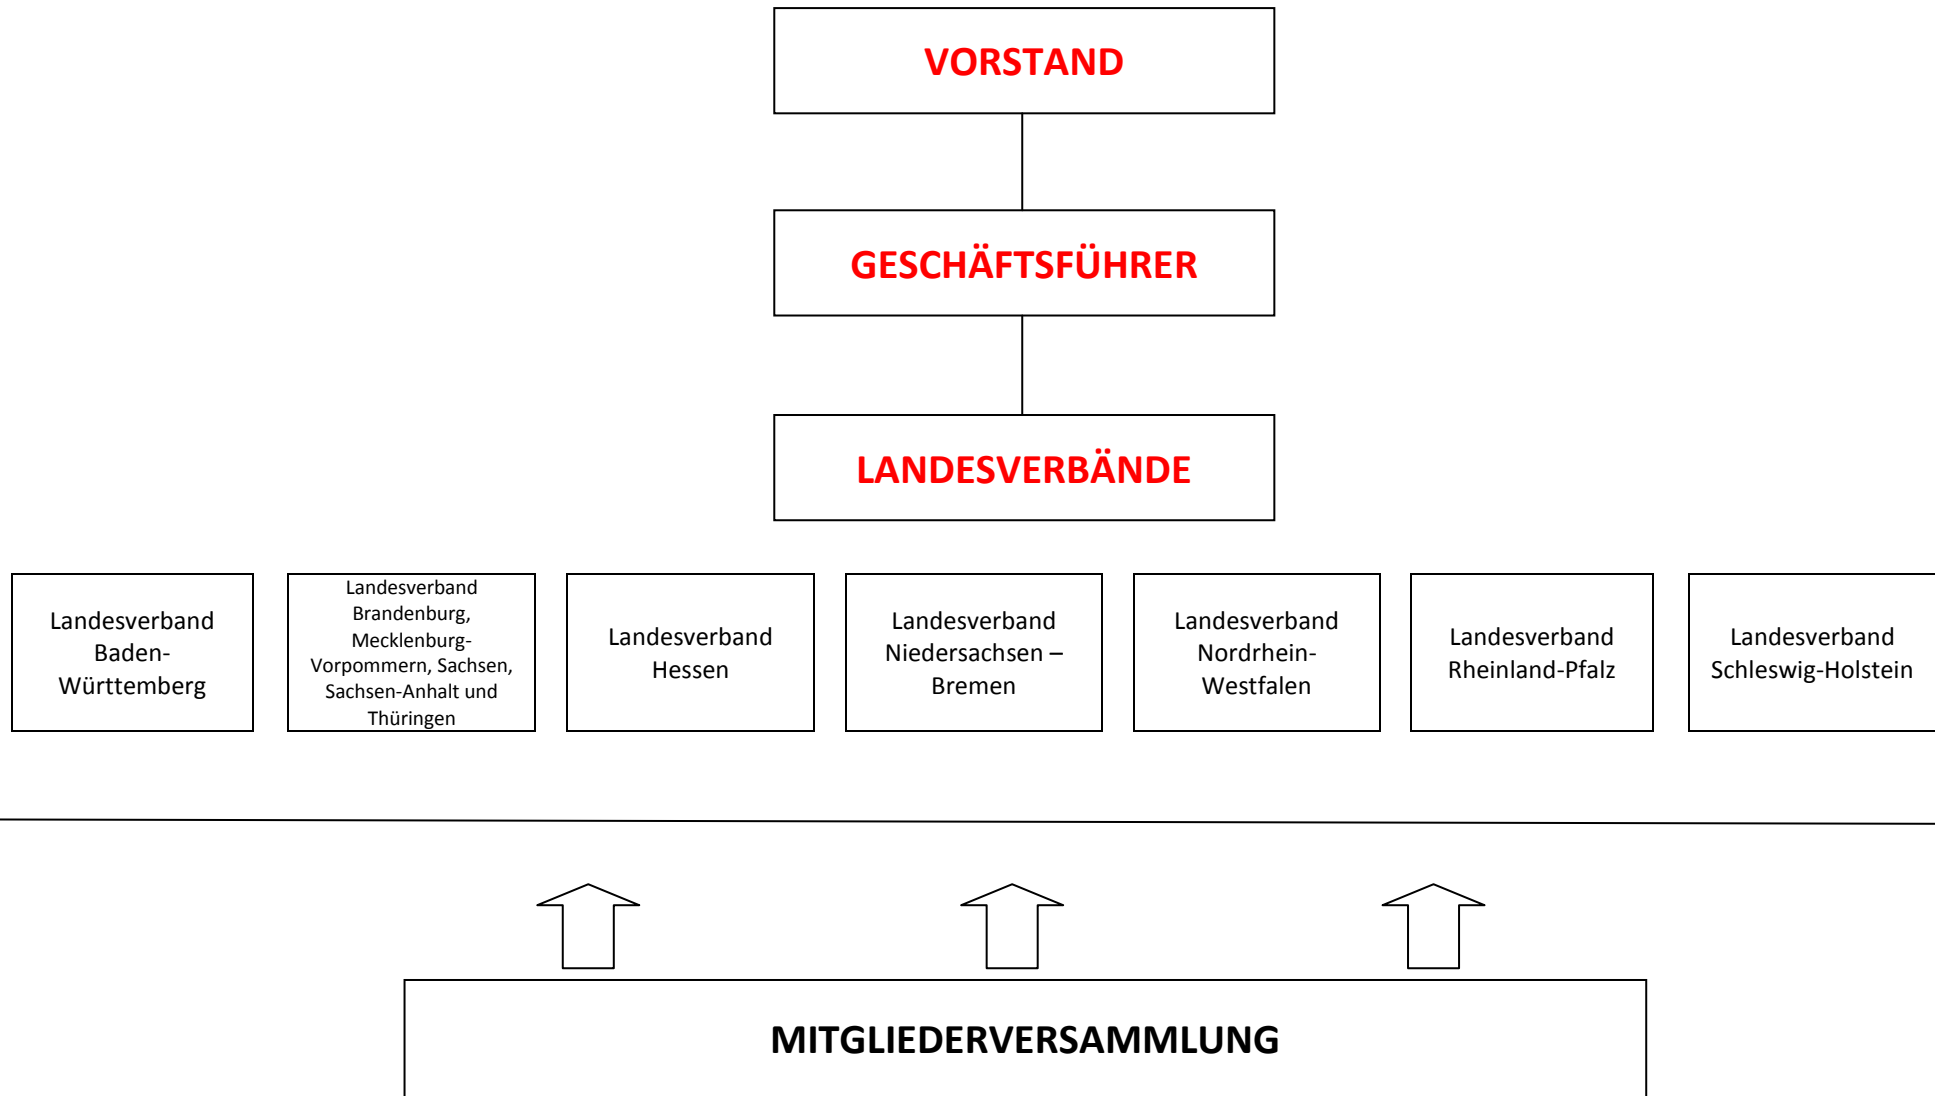 VORSTAND
GESCHÄFTSFÜHRER
LANDESVERBÄNDE
Landesverband
Baden-
Württemberg
Landesverband
Brandenburg,
Mecklenburg-
Vorpommern, Sachsen,
Sachsen-Anhalt und
Thüringen
Landesverband
Hessen
Landesverband
Niedersachsen –
Bremen
Landesverband
Nordrhein-
Westfalen
Landesverband
Rheinland-Pfalz
Landesverband
Schleswig-Holstein
MITGLIEDERVERSAMMLUNG